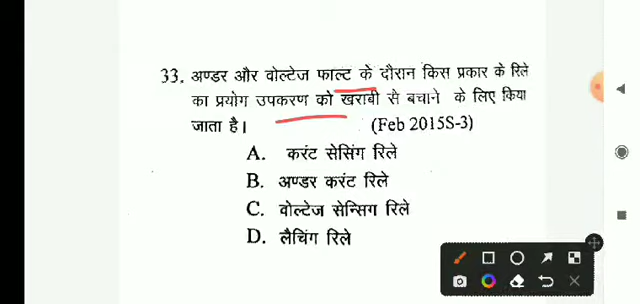 33. अण्डर और वोल्टेज फाल्ट के दौरान किस प्रकार के रिले
का प्रयोग उपकरण को खराबी से बचाने के लिए किया
जाता है।
(Feb 2015S-3)
A. करंट सेसिंग रिले
B. अण्डर करंट रिले
C. वोल्टेज सेन्सिग रिले
D. लैचिंग रिले